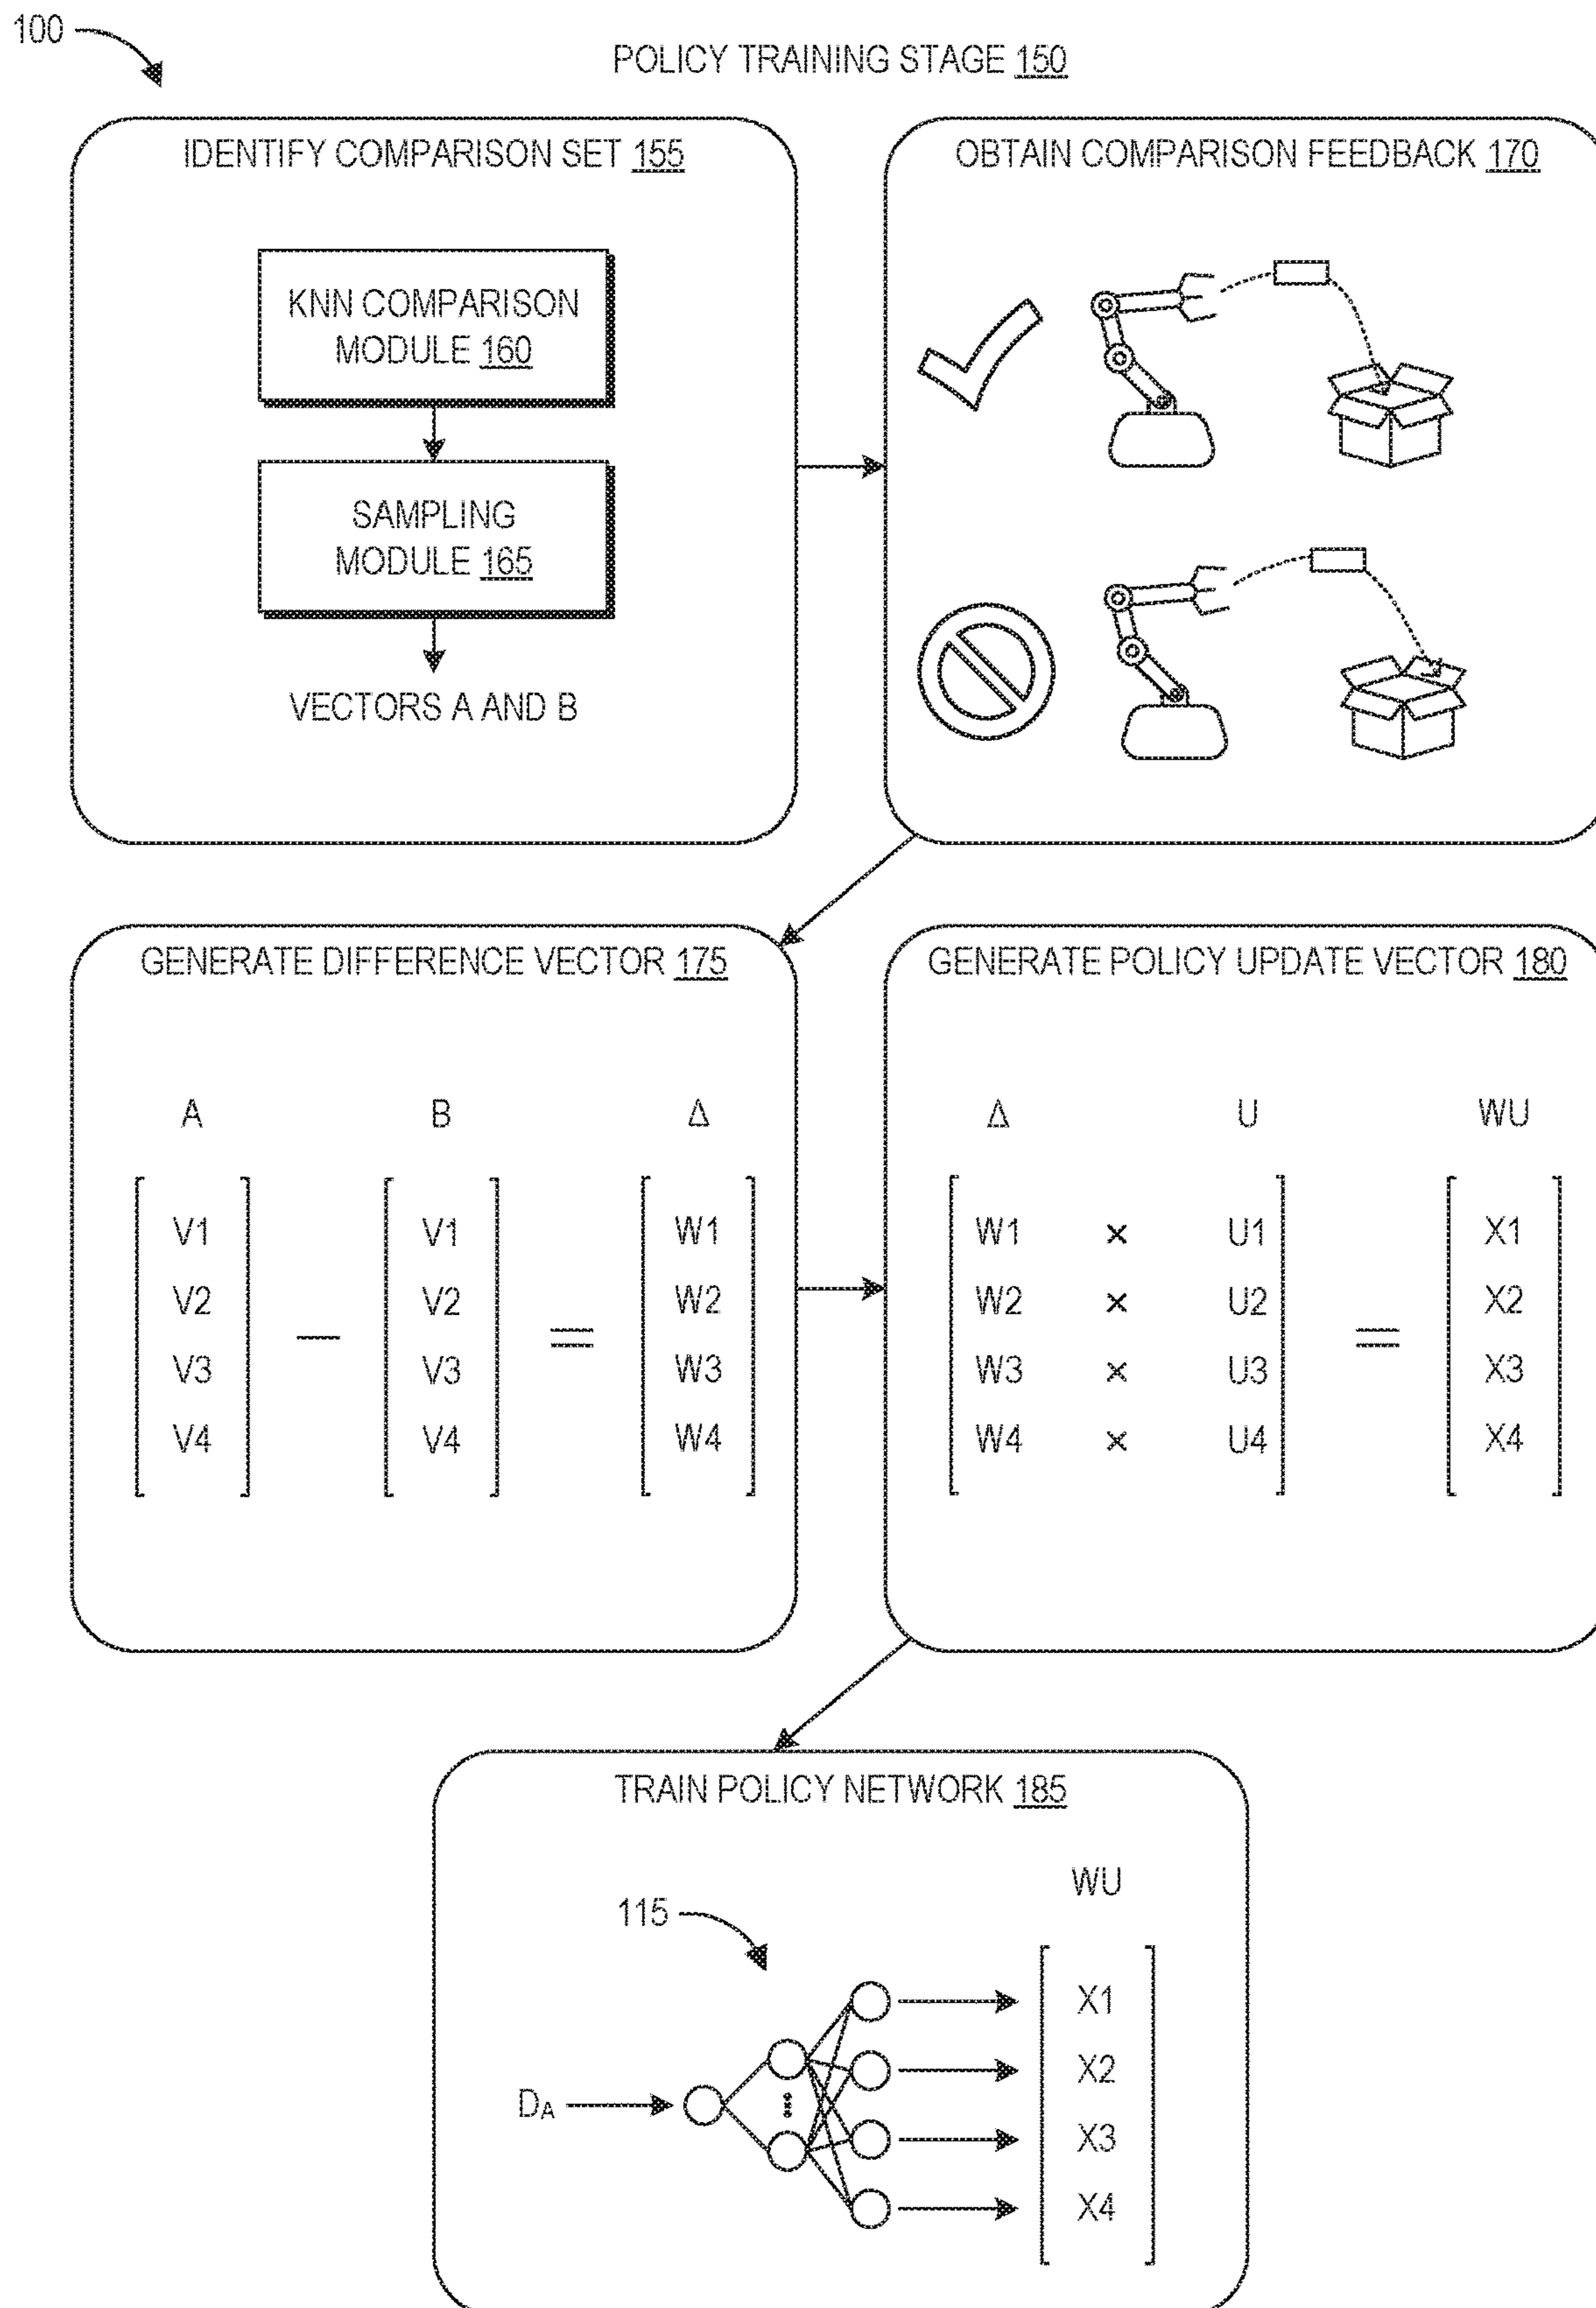 100
POLICY TRAINING STAGE 150
IDENTIFY COMPARISON SET 155
KNN COMPARISON
MODULE 160
SAMPLING
MODULE 165
VECTORS A AND B
OBTAIN COMPARISON FEEDBACK 170
GENERATE DIFFERENCE VECTOR 175
A B Δ
V1 V1 W1
V2 V2 W2
— =
V3 V3 W3
V4 V4 W4
GENERATE POLICY UPDATE VECTOR 180
Δ U WU
W1 × U1 X1
W2 × U2 X2
=
W3 × U3 X3
W4 × U4 X4
TRAIN POLICY NETWORK 185
WU
115
X1
X2
DA
X3
X4